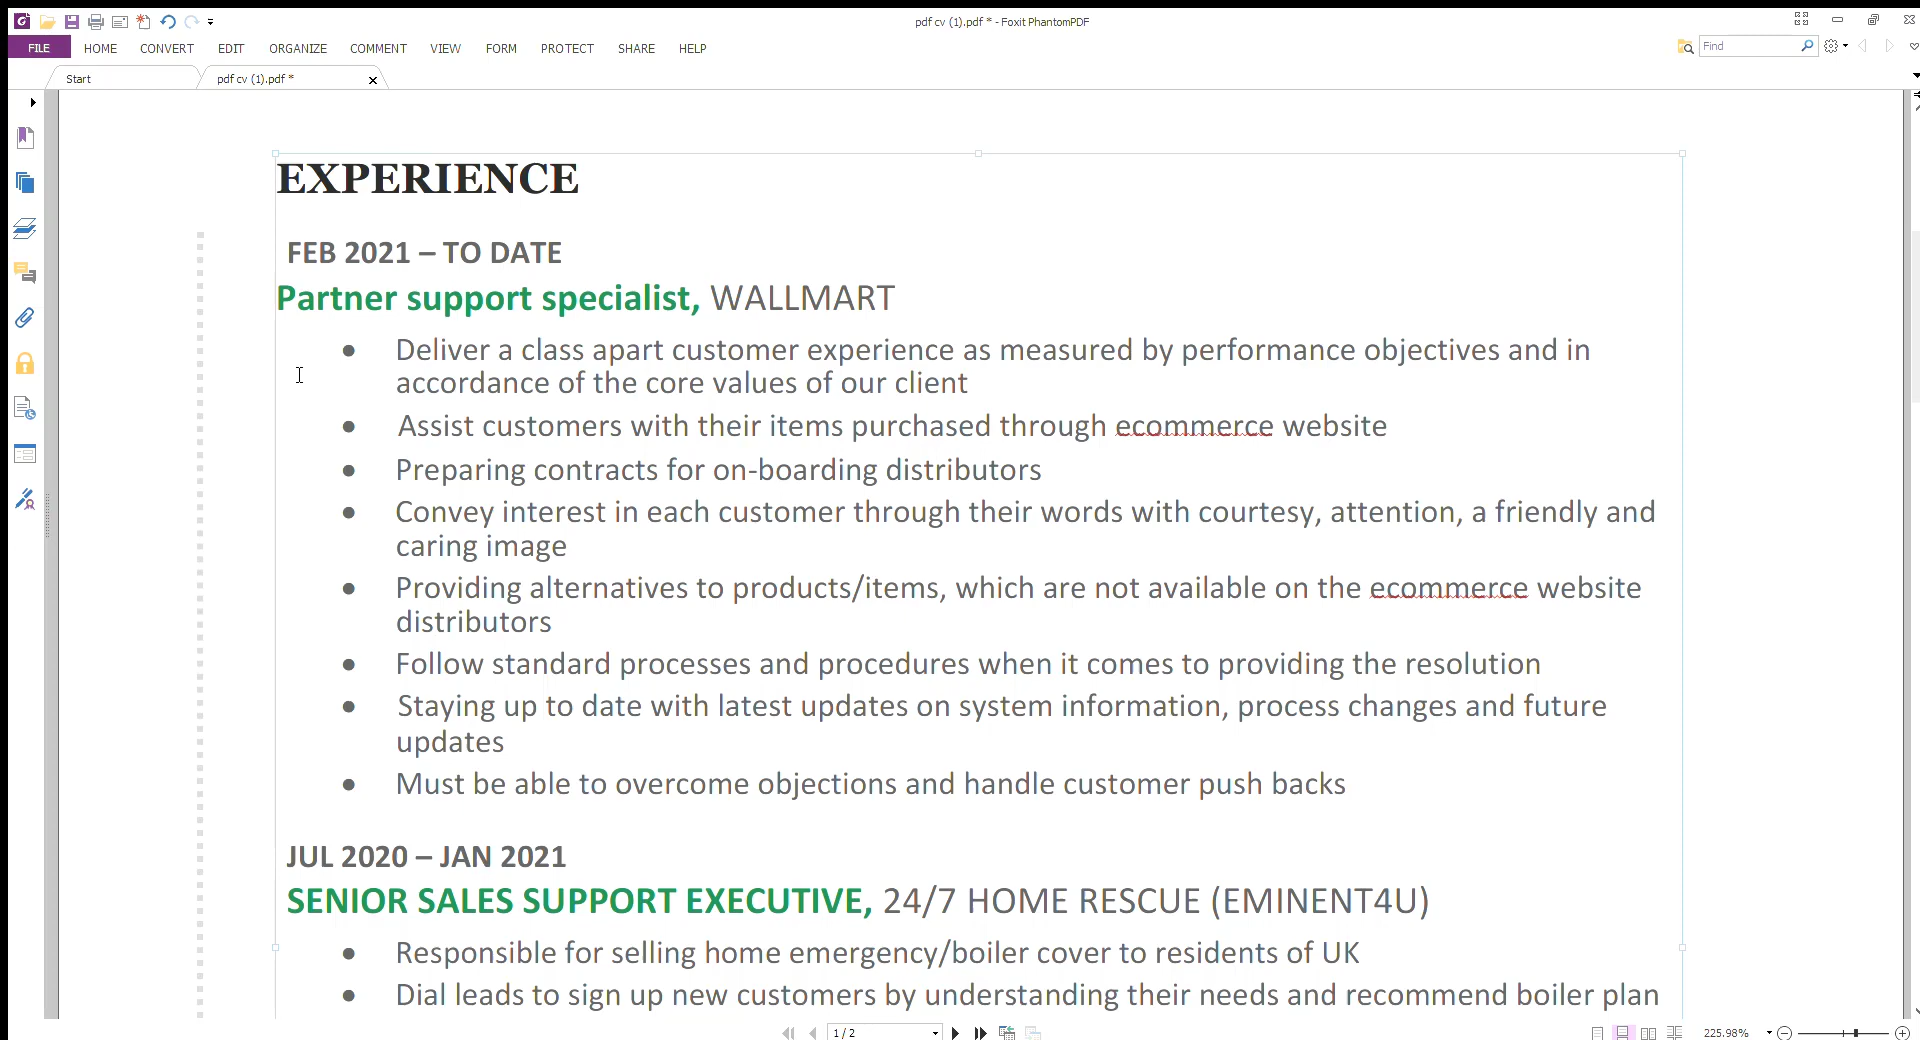 pdf cv (1).pdf * - Foxit PhantomPDF
FILE HOME CONVERT EDIT ORGANIZE COMMENT VIEW FORM PROTECT SHARE HELP
Find
Start
pdf cv (1).pdf *
EXPERIENCE
FEB 2021 – TO DATE
Partner support specialist, WALLMART
● Deliver a class apart customer experience as measured by performance objectives and in
accordance of the core values of our client
● Assist customers with their items purchased through ecommerce website
● Preparing contracts for on-boarding distributors
● Convey interest in each customer through their words with courtesy, attention, a friendly and
caring image
● Providing alternatives to products/items, which are not available on the ecommerce website
distributors
● Follow standard processes and procedures when it comes to providing the resolution
● Staying up to date with latest updates on system information, process changes and future
updates
● Must be able to overcome objections and handle customer push backs
JUL 2020 – JAN 2021
SENIOR SALES SUPPORT EXECUTIVE, 24/7 HOME RESCUE (EMINENT4U)
● Responsible for selling home emergency/boiler cover to residents of UK
● Dial leads to sign up new customers by understanding their needs and recommend boiler plan
1 / 2
225.98%